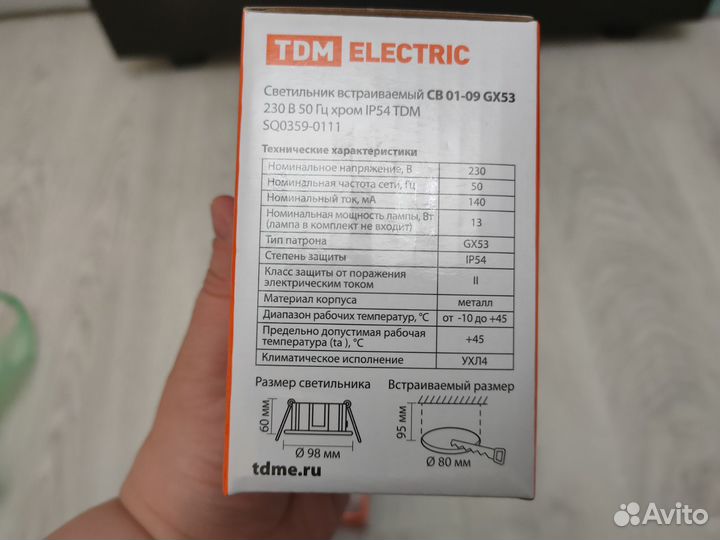 TDM ELECTRIC
Светильник встраиваемый СВ 01-09 GX53
230 В 50 Гц хром IP54 TDM
SQ0359-0111
Технические характеристики
Номинальное напряжение, В 230
Номинальная частота сети, Гц 50
Номинальный ток, мА 140
Номинальная мощность лампы, Вт
(лампа в комплект не входит) 13
Тип патрона GX53
Степень защиты IP54
Класс защиты от поражения
электрическим током II
Материал корпуса металл
Диапазон рабочих температур, °С от -10 до +45
Предельно допустимая рабочая
температура (ta ), °С +45
Климатическое исполнение УХЛ4
Размер светильника Встраиваемый размер
60 мм
Ø 98 мм
95 мм
Ø 80 мм
tdme.ru
Avito